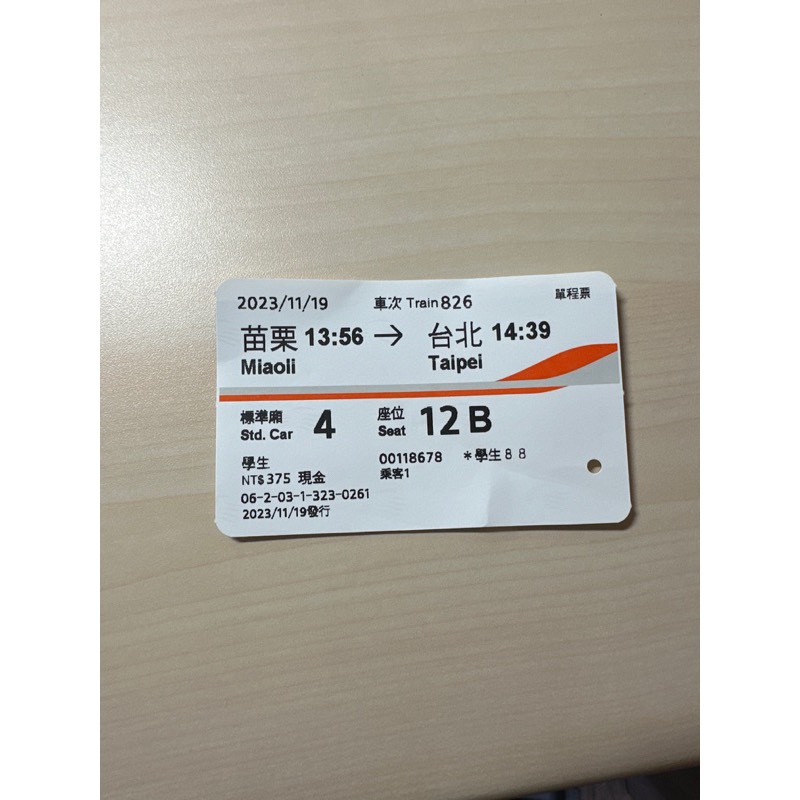 2023/11/19 車次 Train 826 單程票
苗栗 13:56 → 台北 14:39
Miaoli Taipei
標準廂 4 座位 12 B
Std. Car Seat
學生 00118678 *學生88
NT$375 現金 乘客1
06-2-03-1-323-0261
2023/11/19發行